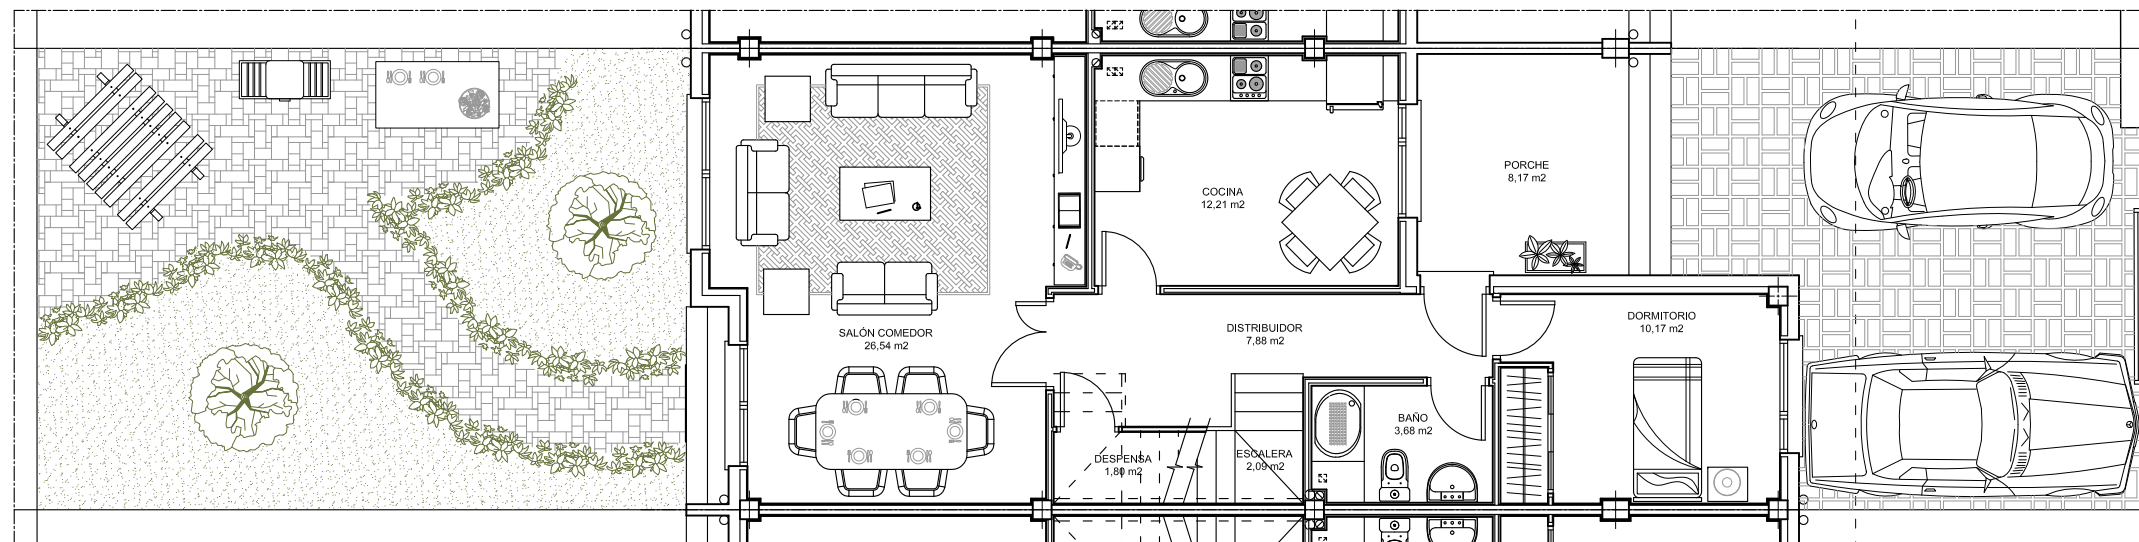 SALÓN COMEDOR
26,54 m2
COCINA
12,21 m2
PORCHE
8,17 m2
DISTRIBUIDOR
7,88 m2
DORMITORIO
10,17 m2
BAÑO
3,68 m2
DESPENSA
1,80 m2
ESCALERA
2,09 m2